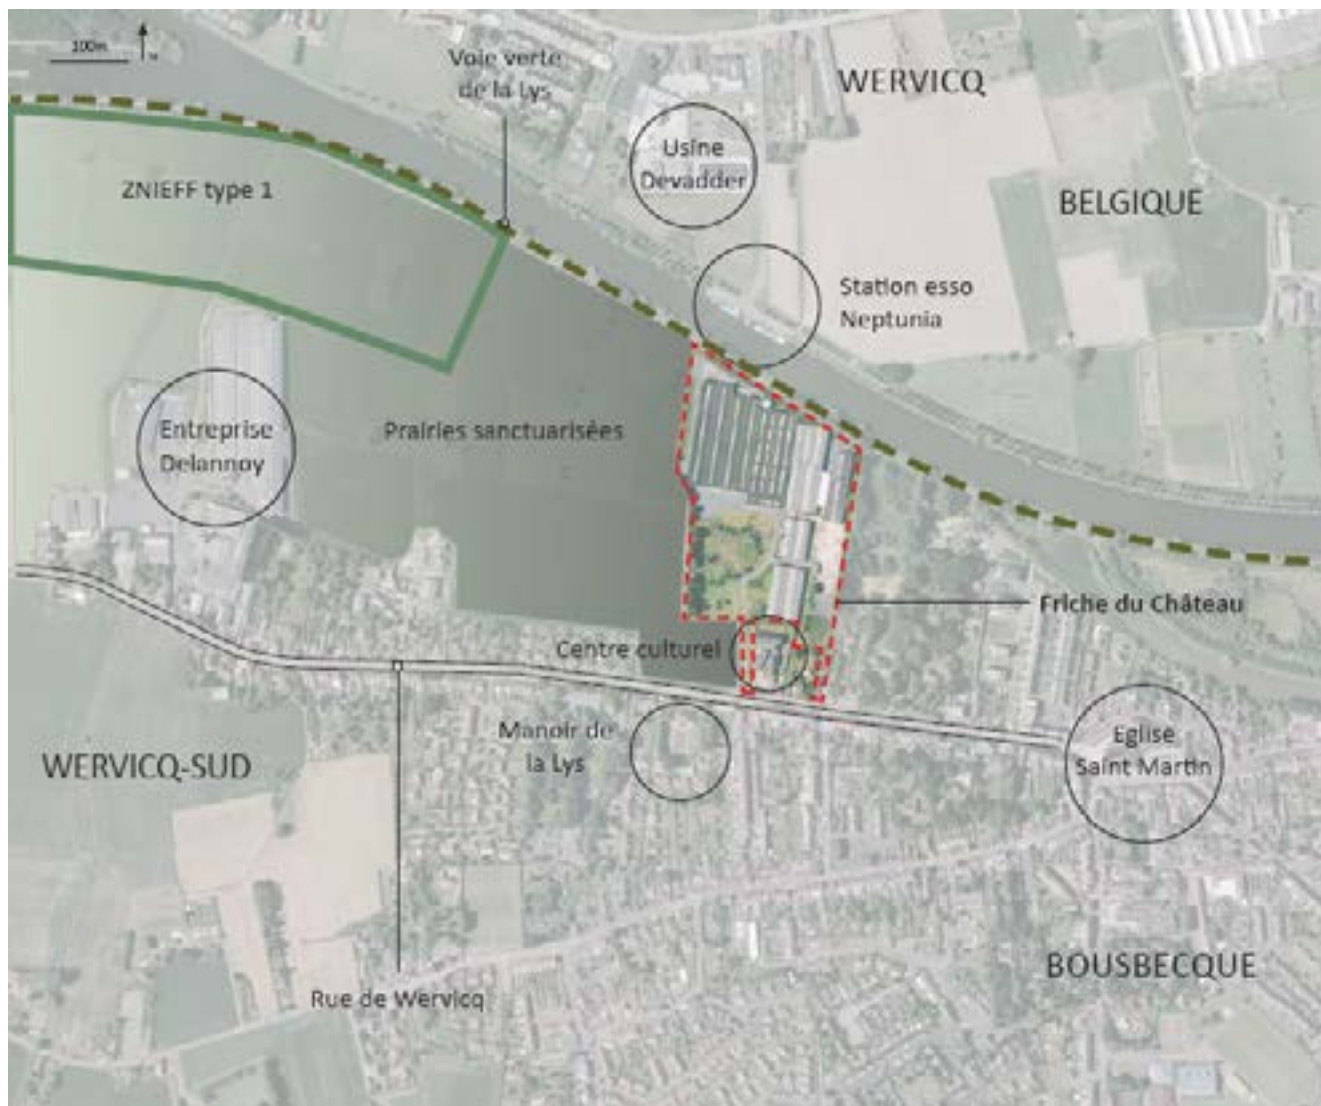 100m
N
Voie verte
de la Lys
WERVICQ
Usine
Devadder
ZNIEFF type 1
BELGIQUE
Station esso
Neptunia
Entreprise
Delannoy
Prairies sanctuarisées
Friche du Château
Centre culturel
Manoir de
la Lys
Eglise
Saint Martin
WERVICQ-SUD
BOUSBECQUE
Rue de Wervicq